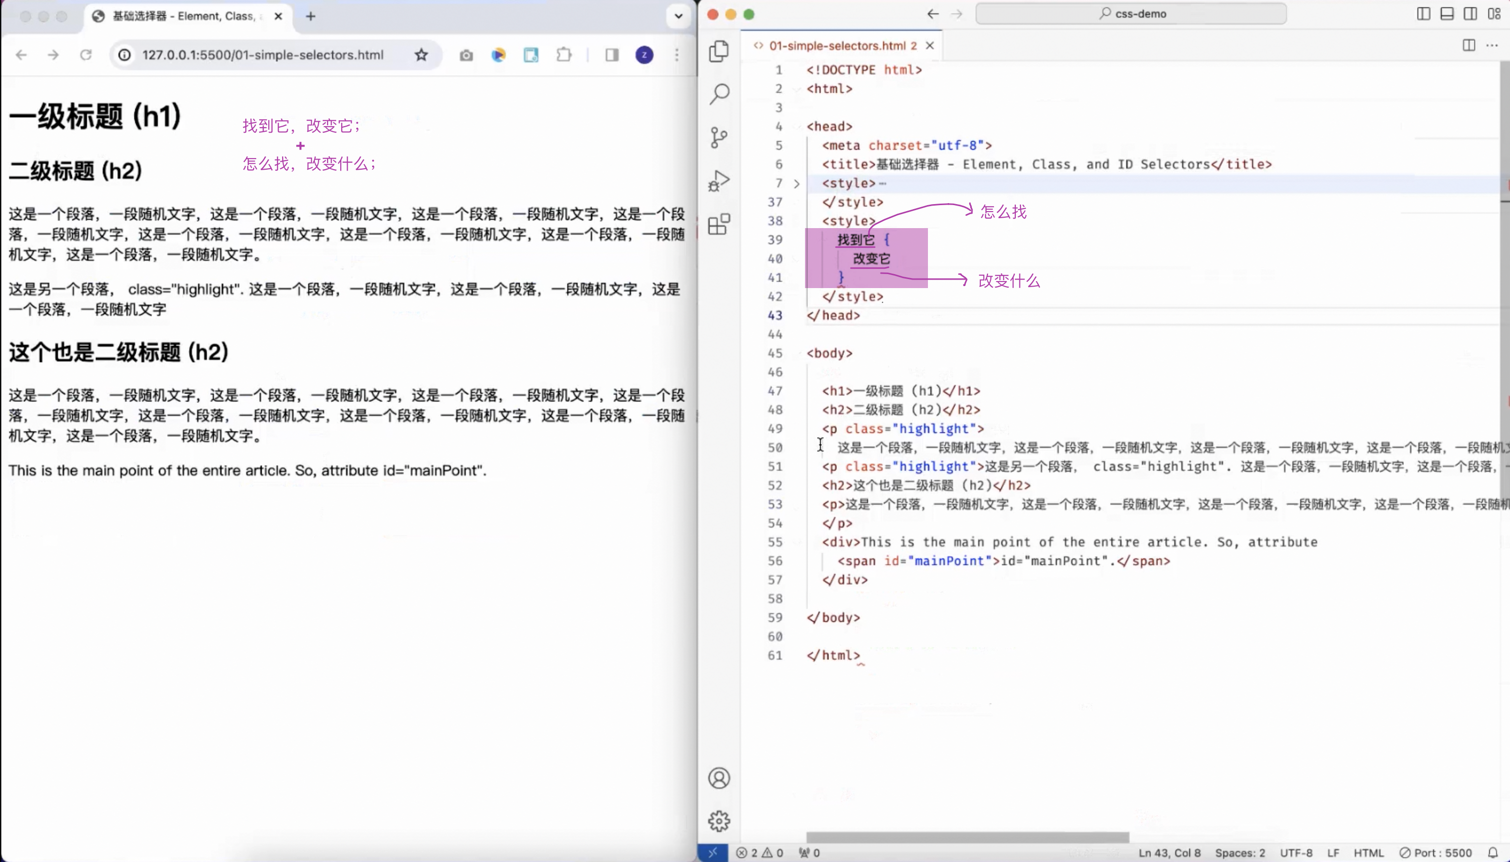 基础选择器 - Element, Class,
127.0.0.1:5500/01-simple-selectors.html
Z
一级标题 (h1)
找到它，改变它；
+
怎么找，改变什么；
二级标题 (h2)
这是一个段落，一段随机文字，这是一个段落，一段随机文字，这是一个段落，一段随机文字，这是一个段
落，一段随机文字，这是一个段落，一段随机文字，这是一个段落，一段随机文字，这是一个段落，一段随
机文字，这是一个段落，一段随机文字。
这是另一个段落， class="highlight". 这是一个段落，一段随机文字，这是一个段落，一段随机文字，这是
一个段落，一段随机文字
这个也是二级标题 (h2)
这是一个段落，一段随机文字，这是一个段落，一段随机文字，这是一个段落，一段随机文字，这是一个段
落，一段随机文字，这是一个段落，一段随机文字，这是一个段落，一段随机文字，这是一个段落，一段随
机文字，这是一个段落，一段随机文字。
This is the main point of the entire article. So, attribute id="mainPoint".
css-demo
<> 01-simple-selectors.html 2
1 <!DOCTYPE html>
2 <html>
3
4 <head>
5 <meta charset="utf-8">
6 <title>基础选择器 - Element, Class, and ID Selectors</title>
7 <style>…
37 </style>
38 <style>
怎么找
39 找到它 {
40 改变它
41 }
改变什么
42 </style>
43 </head>
44
45 <body>
46
47 <h1>一级标题 (h1)</h1>
48 <h2>二级标题 (h2)</h2>
49 <p class="highlight">
50 这是一个段落，一段随机文字，这是一个段落，一段随机文字，这是一个段落，一段随机文字，这是一个段落，一段随机文
51 <p class="highlight">这是另一个段落， class="highlight". 这是一个段落，一段随机文字，这是一个段落，
52 <h2>这个也是二级标题 (h2)</h2>
53 <p>这是一个段落，一段随机文字，这是一个段落，一段随机文字，这是一个段落，一段随机文字，这是一个段落，一段随机
54 </p>
55 <div>This is the main point of the entire article. So, attribute
56 <span id="mainPoint">id="mainPoint".</span>
57 </div>
58
59 </body>
60
61 </html>
2 0 0 Ln 43, Col 8 Spaces: 2 UTF-8 LF HTML Port : 5500